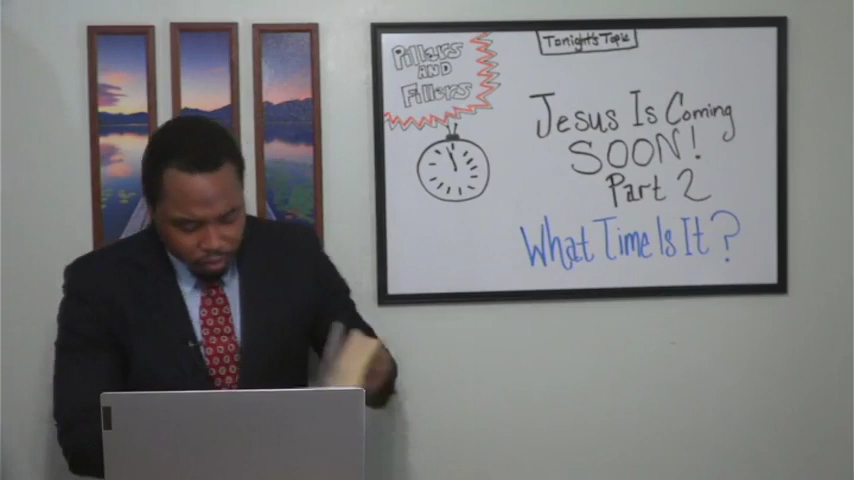 Pillars
AND
Fillers
Tonight's Topic
Jesus Is Coming
SOON!
Part 2
What Time Is It?